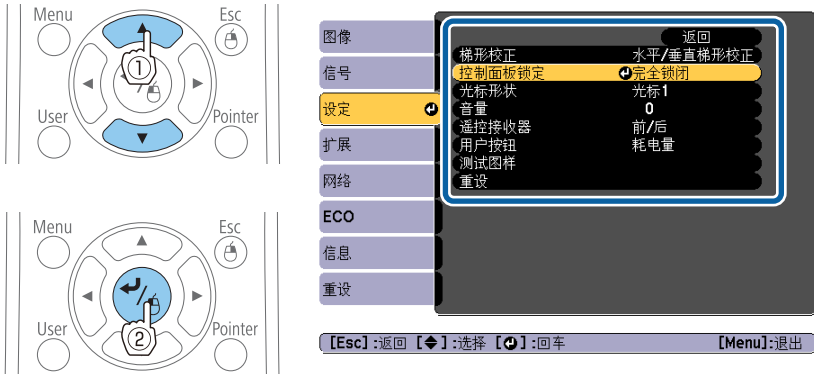 Menu
Esc
①
User
Pointer
Menu
Esc
User
②
Pointer
图像
信号
设定
扩展
网络
ECO
信息
重设
返回
梯形校正 水平/垂直梯形校正
控制面板锁定 完全锁闭
光标形状 光标1
音量 0
遥控接收器 前/后
用户按钮 耗电量
测试图样
重设
[Esc]:返回 [◆]:选择 [⏎]:回车 [Menu]:退出